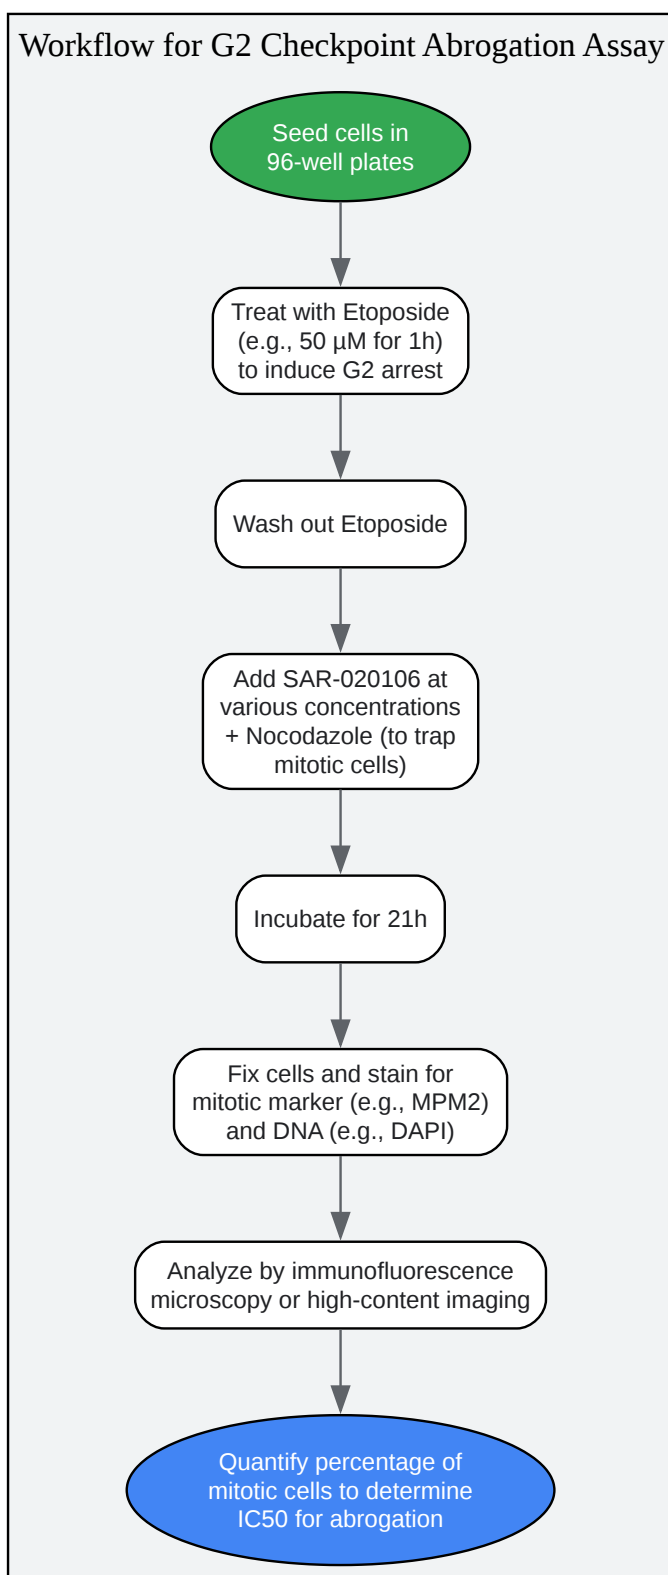 Workflow for G2 Checkpoint Abrogation Assay
Seed cells in
96-well plates
Treat with Etoposide
(e.g., 50 µM for 1h)
to induce G2 arrest
Wash out Etoposide
Add SAR-020106 at
various concentrations
+ Nocodazole (to trap
mitotic cells)
Incubate for 21h
Fix cells and stain for
mitotic marker (e.g., MPM2)
and DNA (e.g., DAPI)
Analyze by immunofluorescence
microscopy or high-content imaging
Quantify percentage of
mitotic cells to determine
IC50 for abrogation